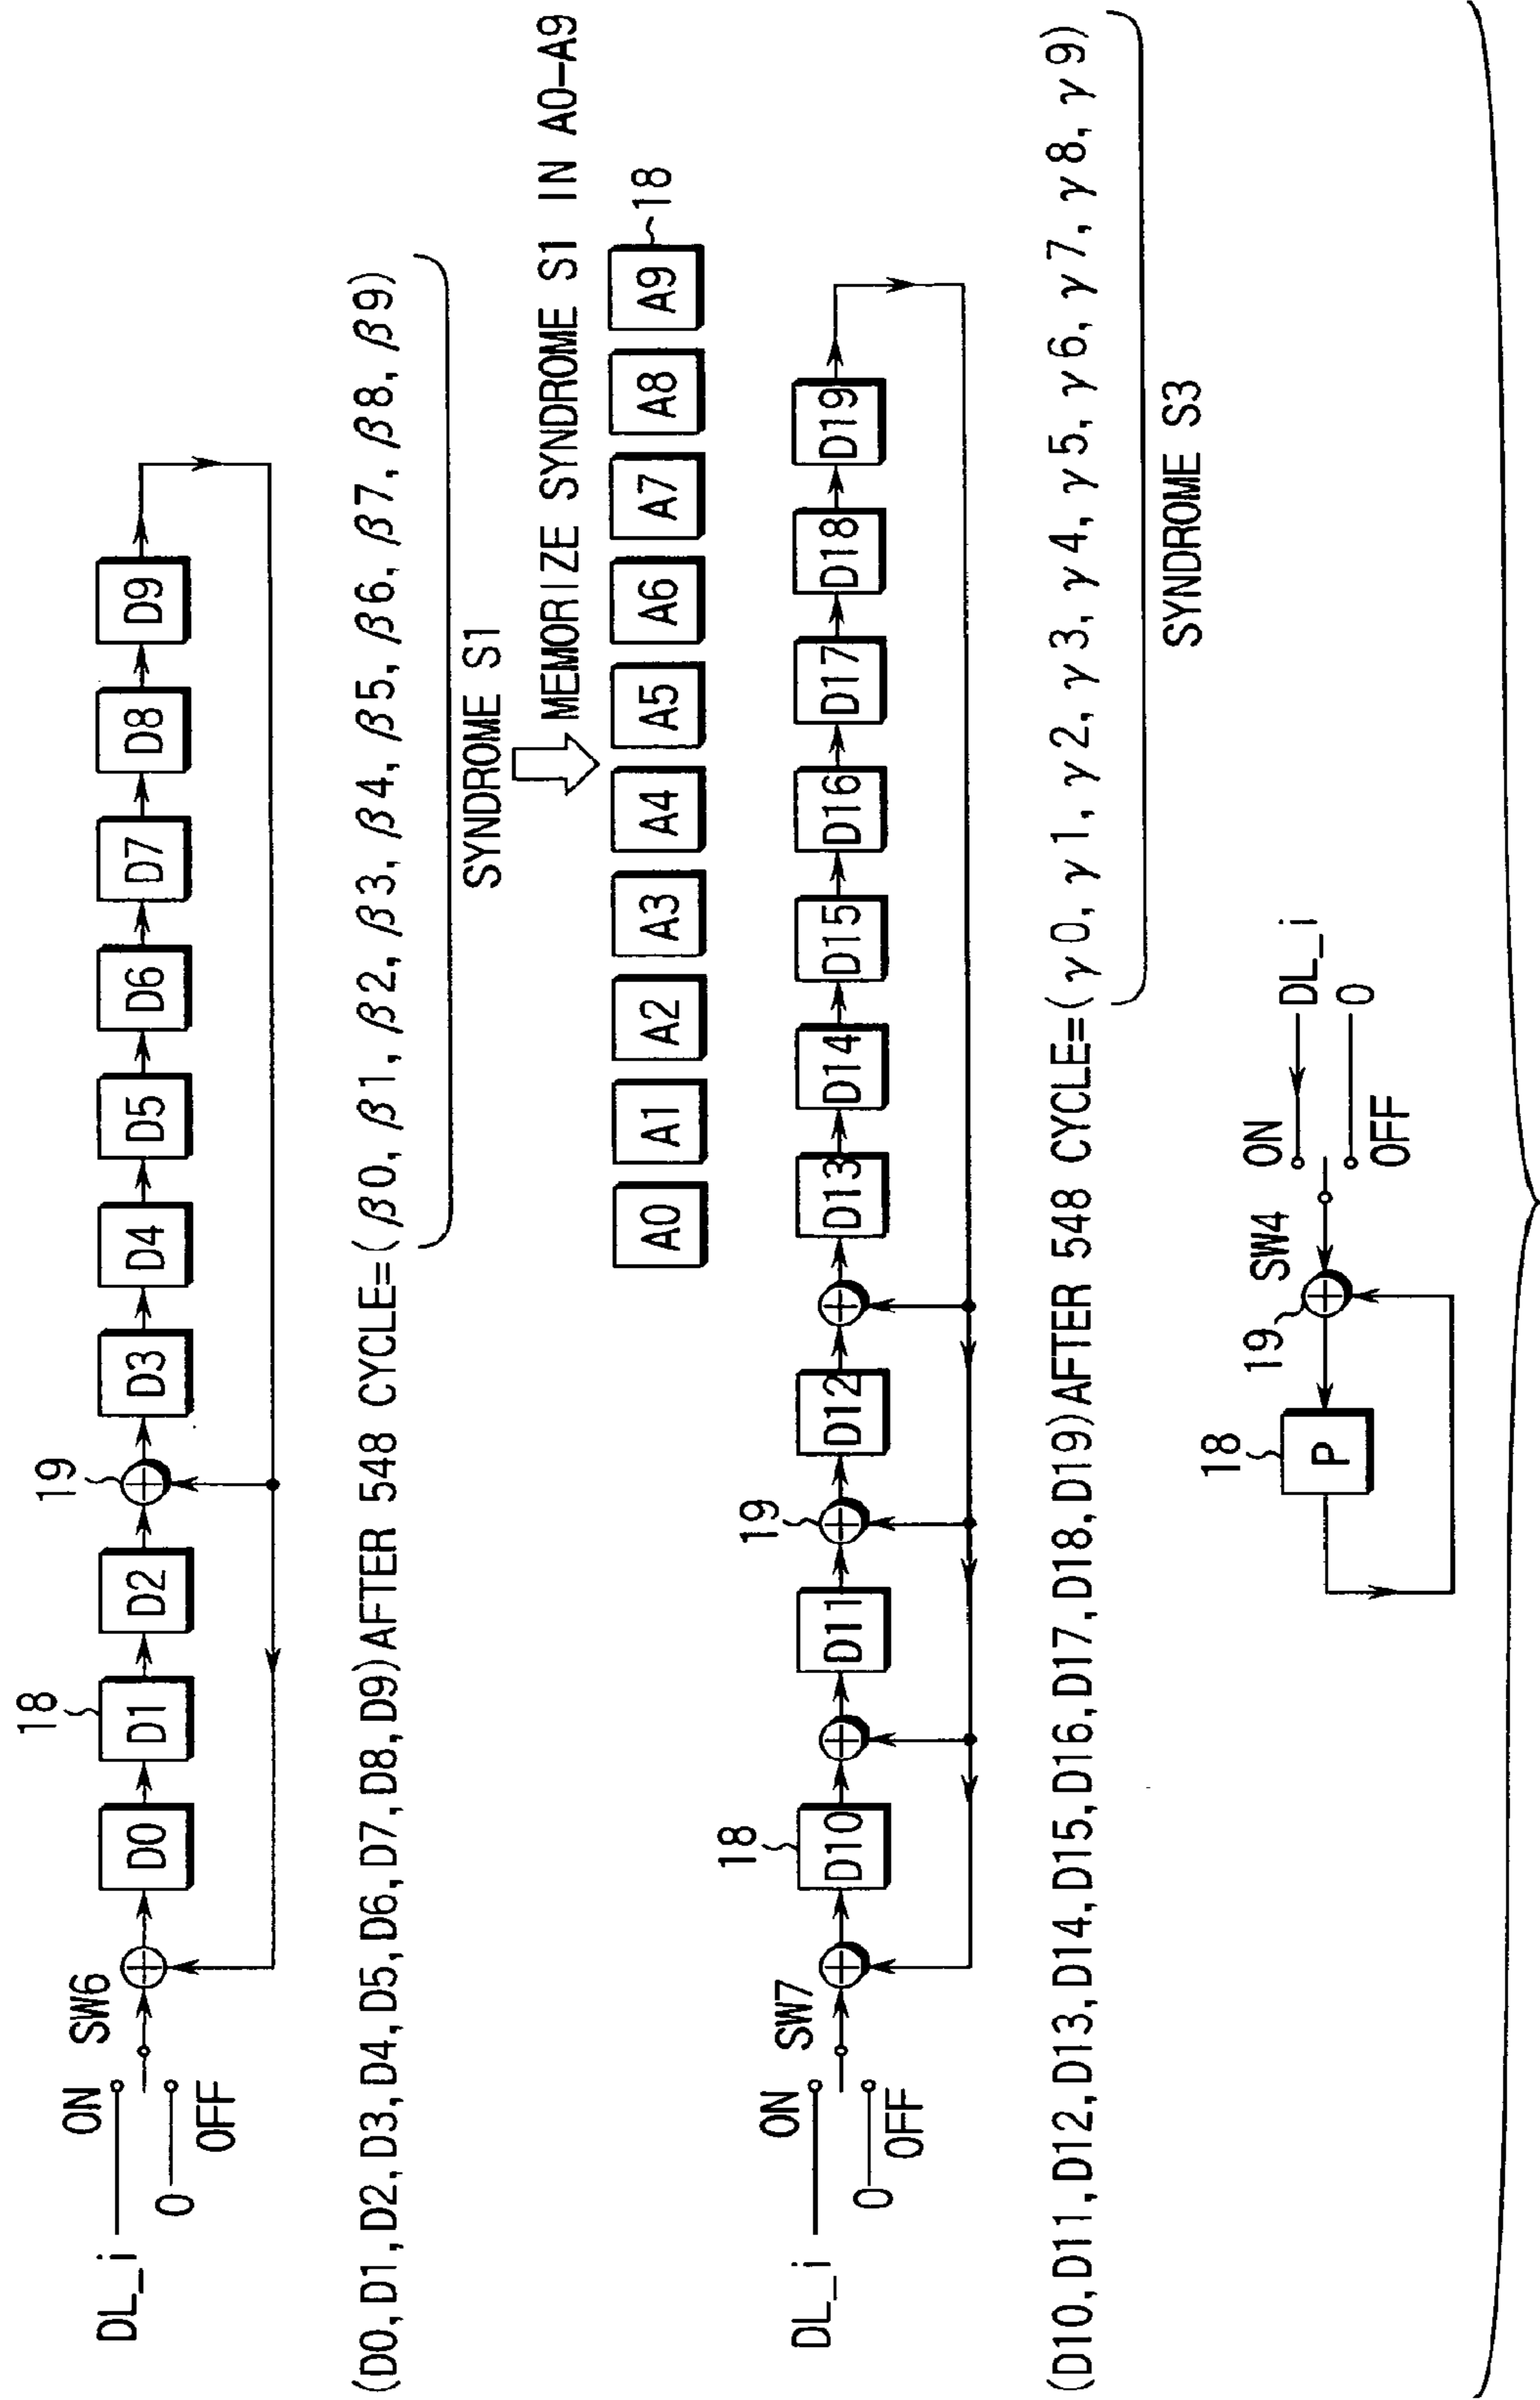 DL_i
ON
O
OFF
SW6
D0
18
D1
D2
19
D3
D4
D5
D6
D7
D8
D9
(D0,D1,D2,D3,D4,D5,D6,D7,D8,D9)AFTER 548 CYCLE=(β0,β1,β2,β3,β4,β5,β6,β7,β8,β9)
SYNDROME S1
MEMORIZE SYNDROME S1 IN A0-A9
A0
A1
A2
A3
A4
A5
A6
A7
A8
A9
18
DL_i
ON
O
OFF
SW7
18
D10
D11
19
D12
D13
D14
D15
D16
D17
D18
D19
(D10,D11,D12,D13,D14,D15,D16,D17,D18,D19)AFTER 548 CYCLE=(γ0,γ1,γ2,γ3,γ4,γ5,γ6,γ7,γ8,γ9)
SYNDROME S3
18
P
19
SW4
ON
OFF
DL_i
O